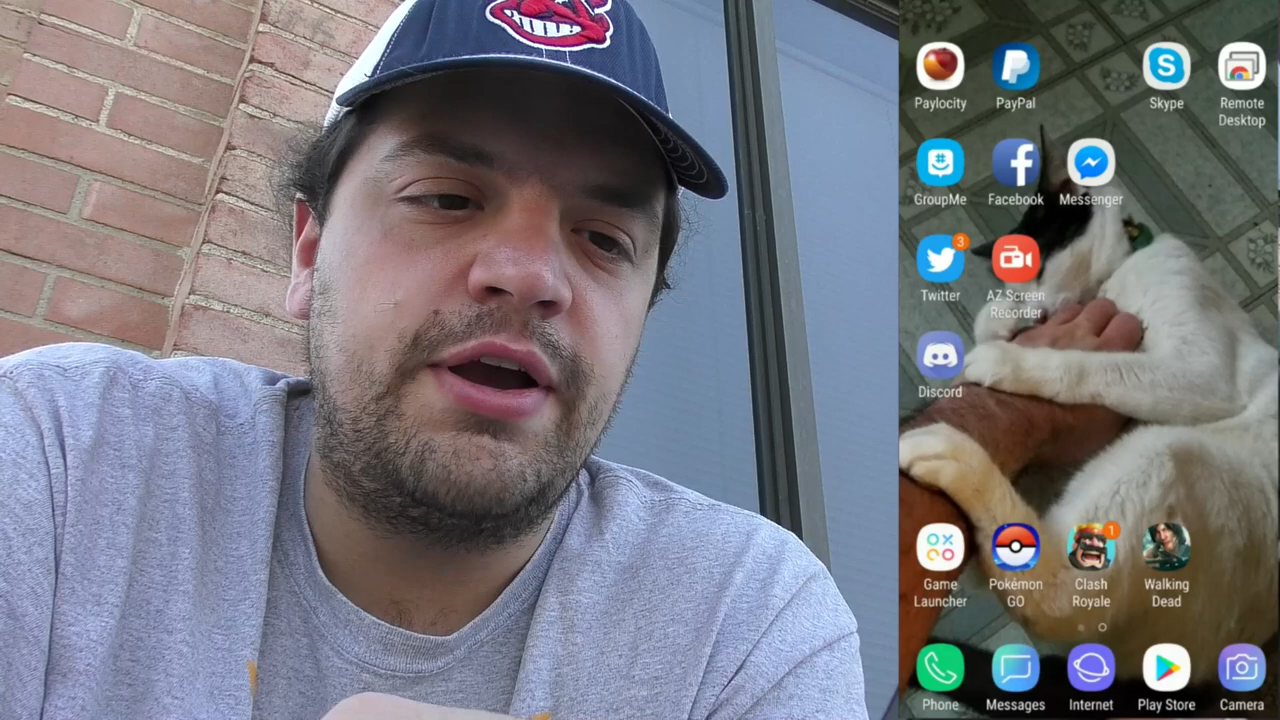 Paylocity
PayPal
Skype
Remote
Desktop
GroupMe
Facebook
Messenger
3
Twitter
AZ Screen
Recorder
Discord
1
Game
Launcher
Pokémon
GO
Clash
Royale
Walking
Dead
Phone
Messages
Internet
Play Store
Camera